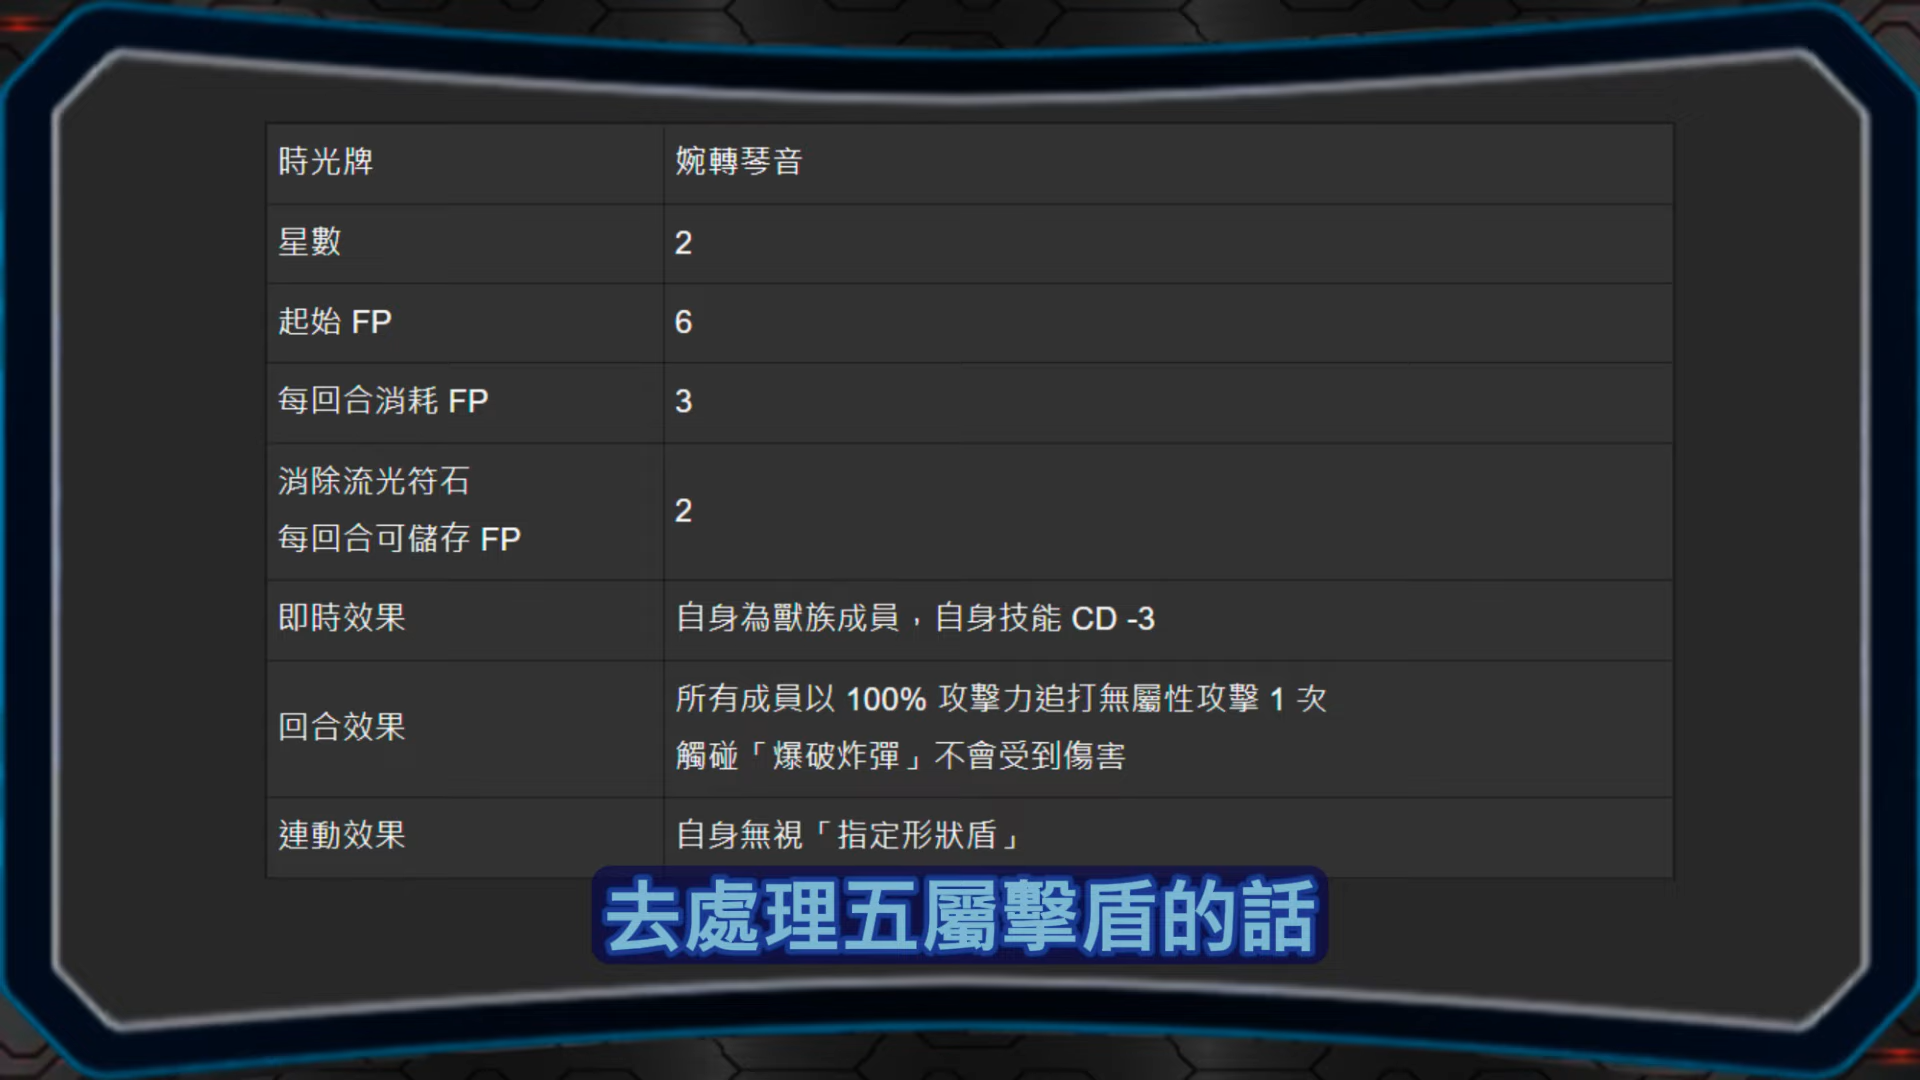 時光牌 婉轉琴音
星數 2
起始 FP 6
每回合消耗 FP 3
消除流光符石
每回合可儲存 FP 2
即時效果 自身為獸族成員，自身技能 CD -3
回合效果 所有成員以 100% 攻擊力追打無屬性攻擊 1 次
觸碰「爆破炸彈」不會受到傷害
連動效果 自身無視「指定形狀盾」
去處理五屬擊盾的話